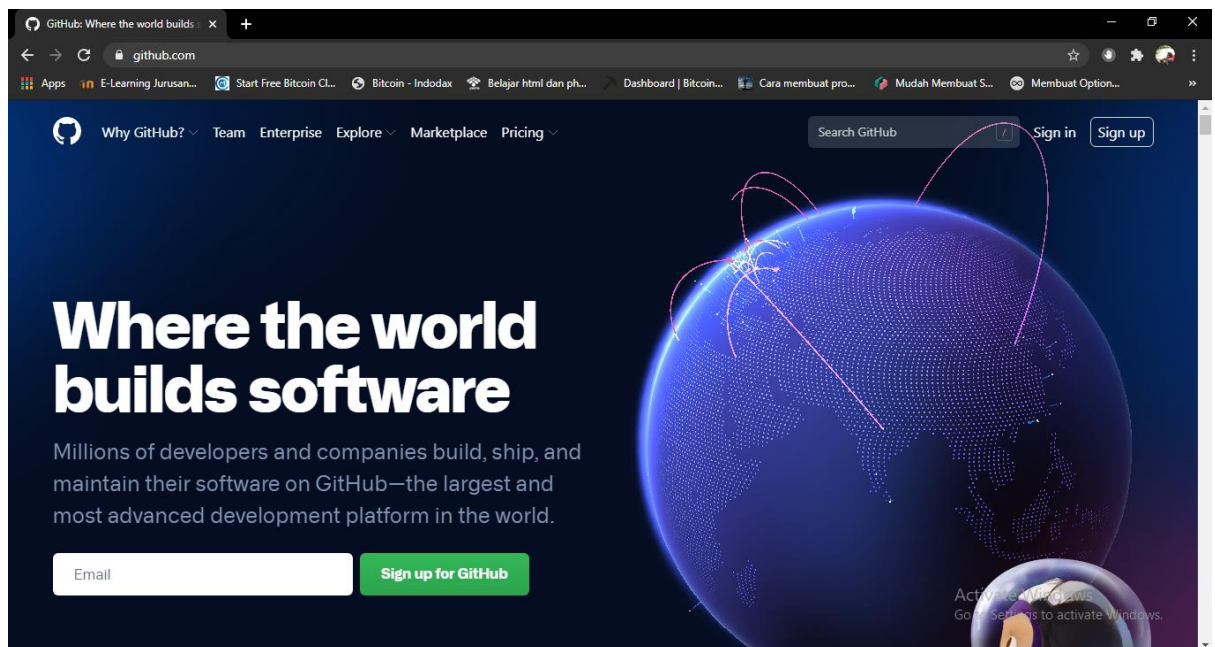 GitHub: Where the world builds s
github.com
Apps E-Learning Jurusan... Start Free Bitcoin Cl... Bitcoin - Indodax Belajar html dan ph... Dashboard | Bitcoin... Cara membuat pro... Mudah Membuat S... Membuat Option... »
Why GitHub? Team Enterprise Explore Marketplace Pricing Search GitHub / Sign in Sign up
Where the world
builds software
Millions of developers and companies build, ship, and
maintain their software on GitHub—the largest and
most advanced development platform in the world.
Email Sign up for GitHub
Activate Windows
Go to Settings to activate Windows.